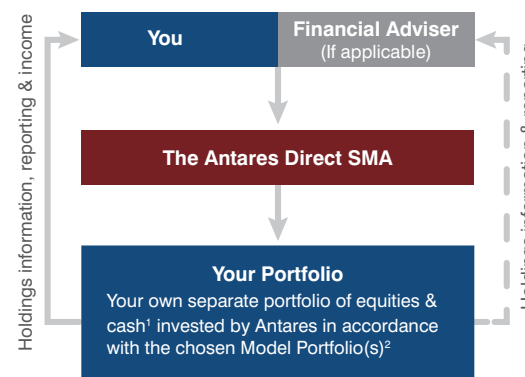 You
Financial Adviser
(If applicable)
Holdings information, reporting & income
The Antares Direct SMA
Your Portfolio
Your own separate portfolio of equities &
cash¹ invested by Antares in accordance
with the chosen Model Portfolio(s)²